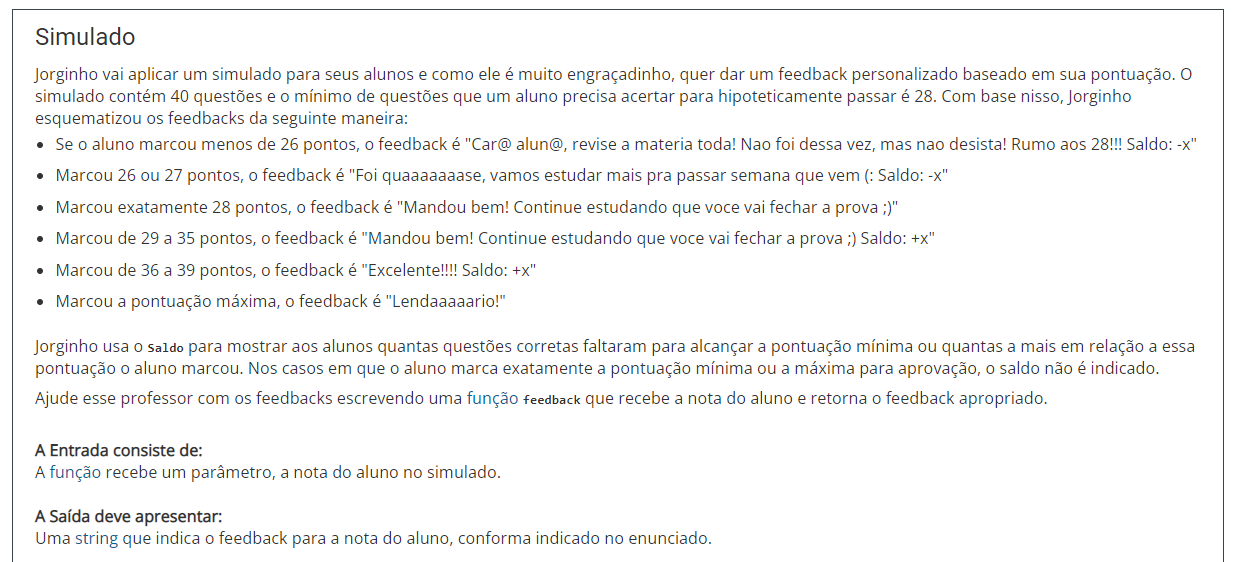 Simulado
Jorginho vai aplicar um simulado para seus alunos e como ele é muito engraçadinho, quer dar um feedback personalizado baseado em sua pontuação. O
simulado contém 40 questões e o mínimo de questões que um aluno precisa acertar para hipoteticamente passar é 28. Com base nisso, Jorginho
esquematizou os feedbacks da seguinte maneira:
• Se o aluno marcou menos de 26 pontos, o feedback é "Car@ alun@, revise a materia toda! Nao foi dessa vez, mas nao desista! Rumo aos 28!!! Saldo: -x"
• Marcou 26 ou 27 pontos, o feedback é "Foi quaaaaaaase, vamos estudar mais pra passar semana que vem (: Saldo: -x"
• Marcou exatamente 28 pontos, o feedback é "Mandou bem! Continue estudando que voce vai fechar a prova ;)"
• Marcou de 29 a 35 pontos, o feedback é "Mandou bem! Continue estudando que voce vai fechar a prova ;) Saldo: +x"
• Marcou de 36 a 39 pontos, o feedback é "Excelente!!!! Saldo: +x"
• Marcou a pontuação máxima, o feedback é "Lendaaaaario!"
Jorginho usa o Saldo para mostrar aos alunos quantas questões corretas faltaram para alcançar a pontuação mínima ou quantas a mais em relação a essa
pontuação o aluno marcou. Nos casos em que o aluno marca exatamente a pontuação mínima ou a máxima para aprovação, o saldo não é indicado.
Ajude esse professor com os feedbacks escrevendo uma função feedback que recebe a nota do aluno e retorna o feedback apropriado.
A Entrada consiste de:
A função recebe um parâmetro, a nota do aluno no simulado.
A Saída deve apresentar:
Uma string que indica o feedback para a nota do aluno, conforma indicado no enunciado.